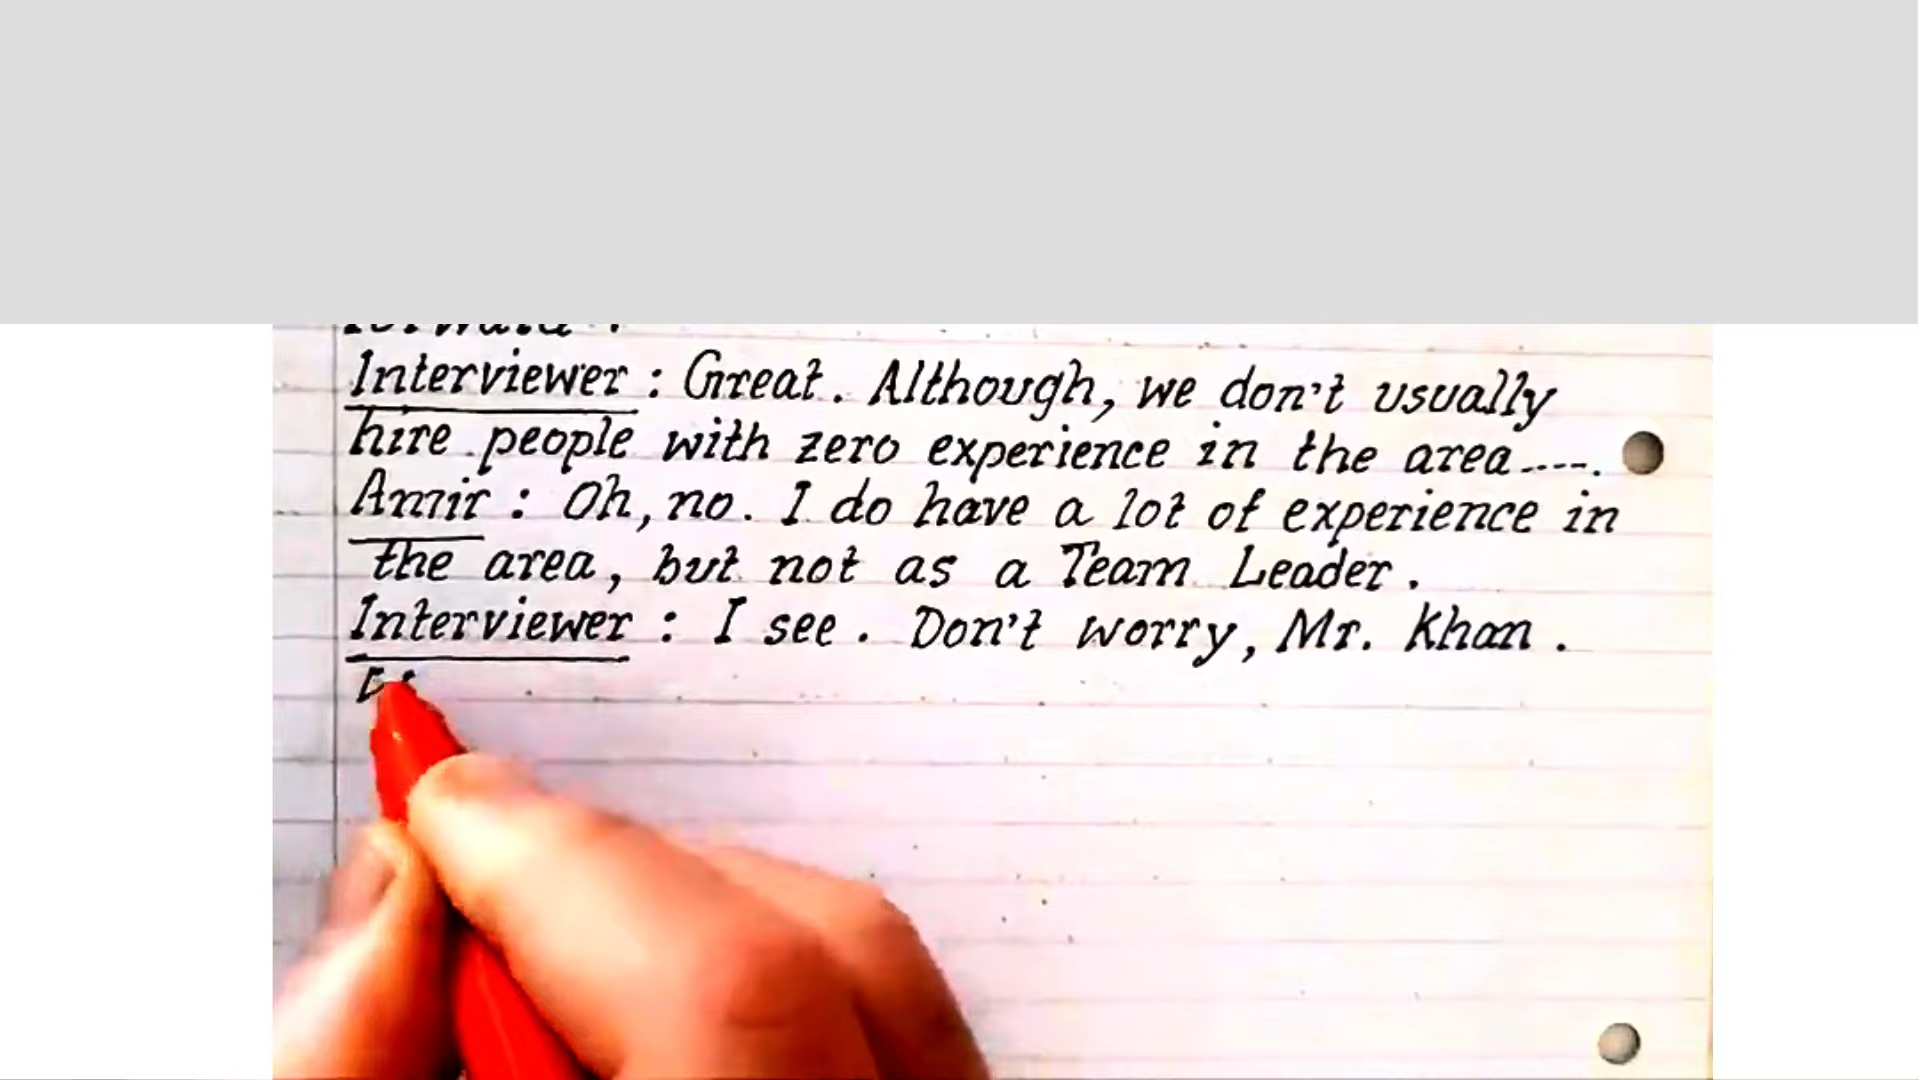 Interviewer : Great. Although, we don't usually
hire people with zero experience in the area----.
Amir : Oh, no. I do have a lot of experience in
the area, but not as a Team Leader.
Interviewer : I see. Don't worry, Mr. Khan.